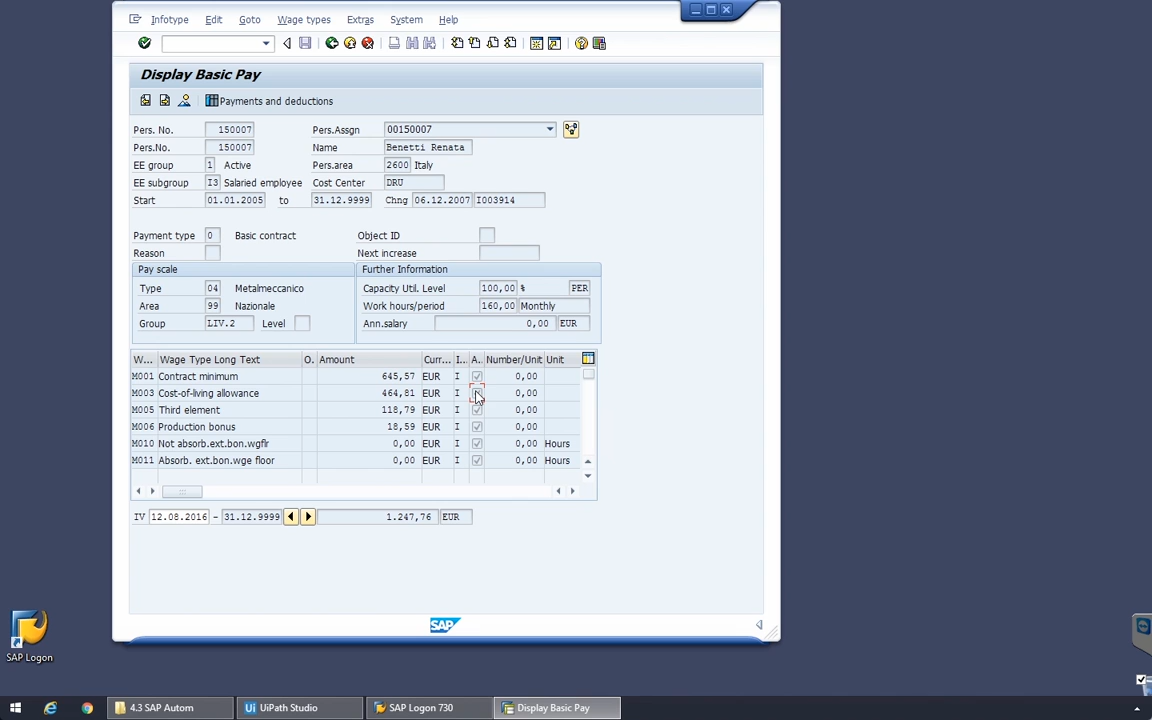 Infotype Edit Goto Wage types Extras System Help
Display Basic Pay
Payments and deductions
Pers. No. 150007 Pers.Assgn 00150007
Pers.No. 150007 Name Benetti Renata
EE group 1 Active Pers.area 2600 Italy
EE subgroup I3 Salaried employee Cost Center DRU
Start 01.01.2005 to 31.12.9999 Chng 06.12.2007 I003914
Payment type 0 Basic contract Object ID
Reason Next increase
Pay scale Further Information
Type 04 Metalmeccanico Capacity Util. Level 100,00 % PER
Area 99 Nazionale Work hours/period 160,00 Monthly
Group LIV.2 Level Ann.salary 0,00 EUR
W... Wage Type Long Text O. Amount Curr... I... A.. Number/Unit Unit
M001 Contract minimum 645,57 EUR I 0,00
M003 Cost-of-living allowance 464,81 EUR I 0,00
M005 Third element 118,79 EUR I 0,00
M006 Production bonus 18,59 EUR I 0,00
M010 Not absorb.ext.bon.wgflr 0,00 EUR I 0,00 Hours
M011 Absorb. ext.bon.wge floor 0,00 EUR I 0,00 Hours
IV 12.08.2016 - 31.12.9999 1.247,76 EUR
SAP
SAP Logon
4.3 SAP Autom Ui UiPath Studio SAP Logon 730 Display Basic Pay